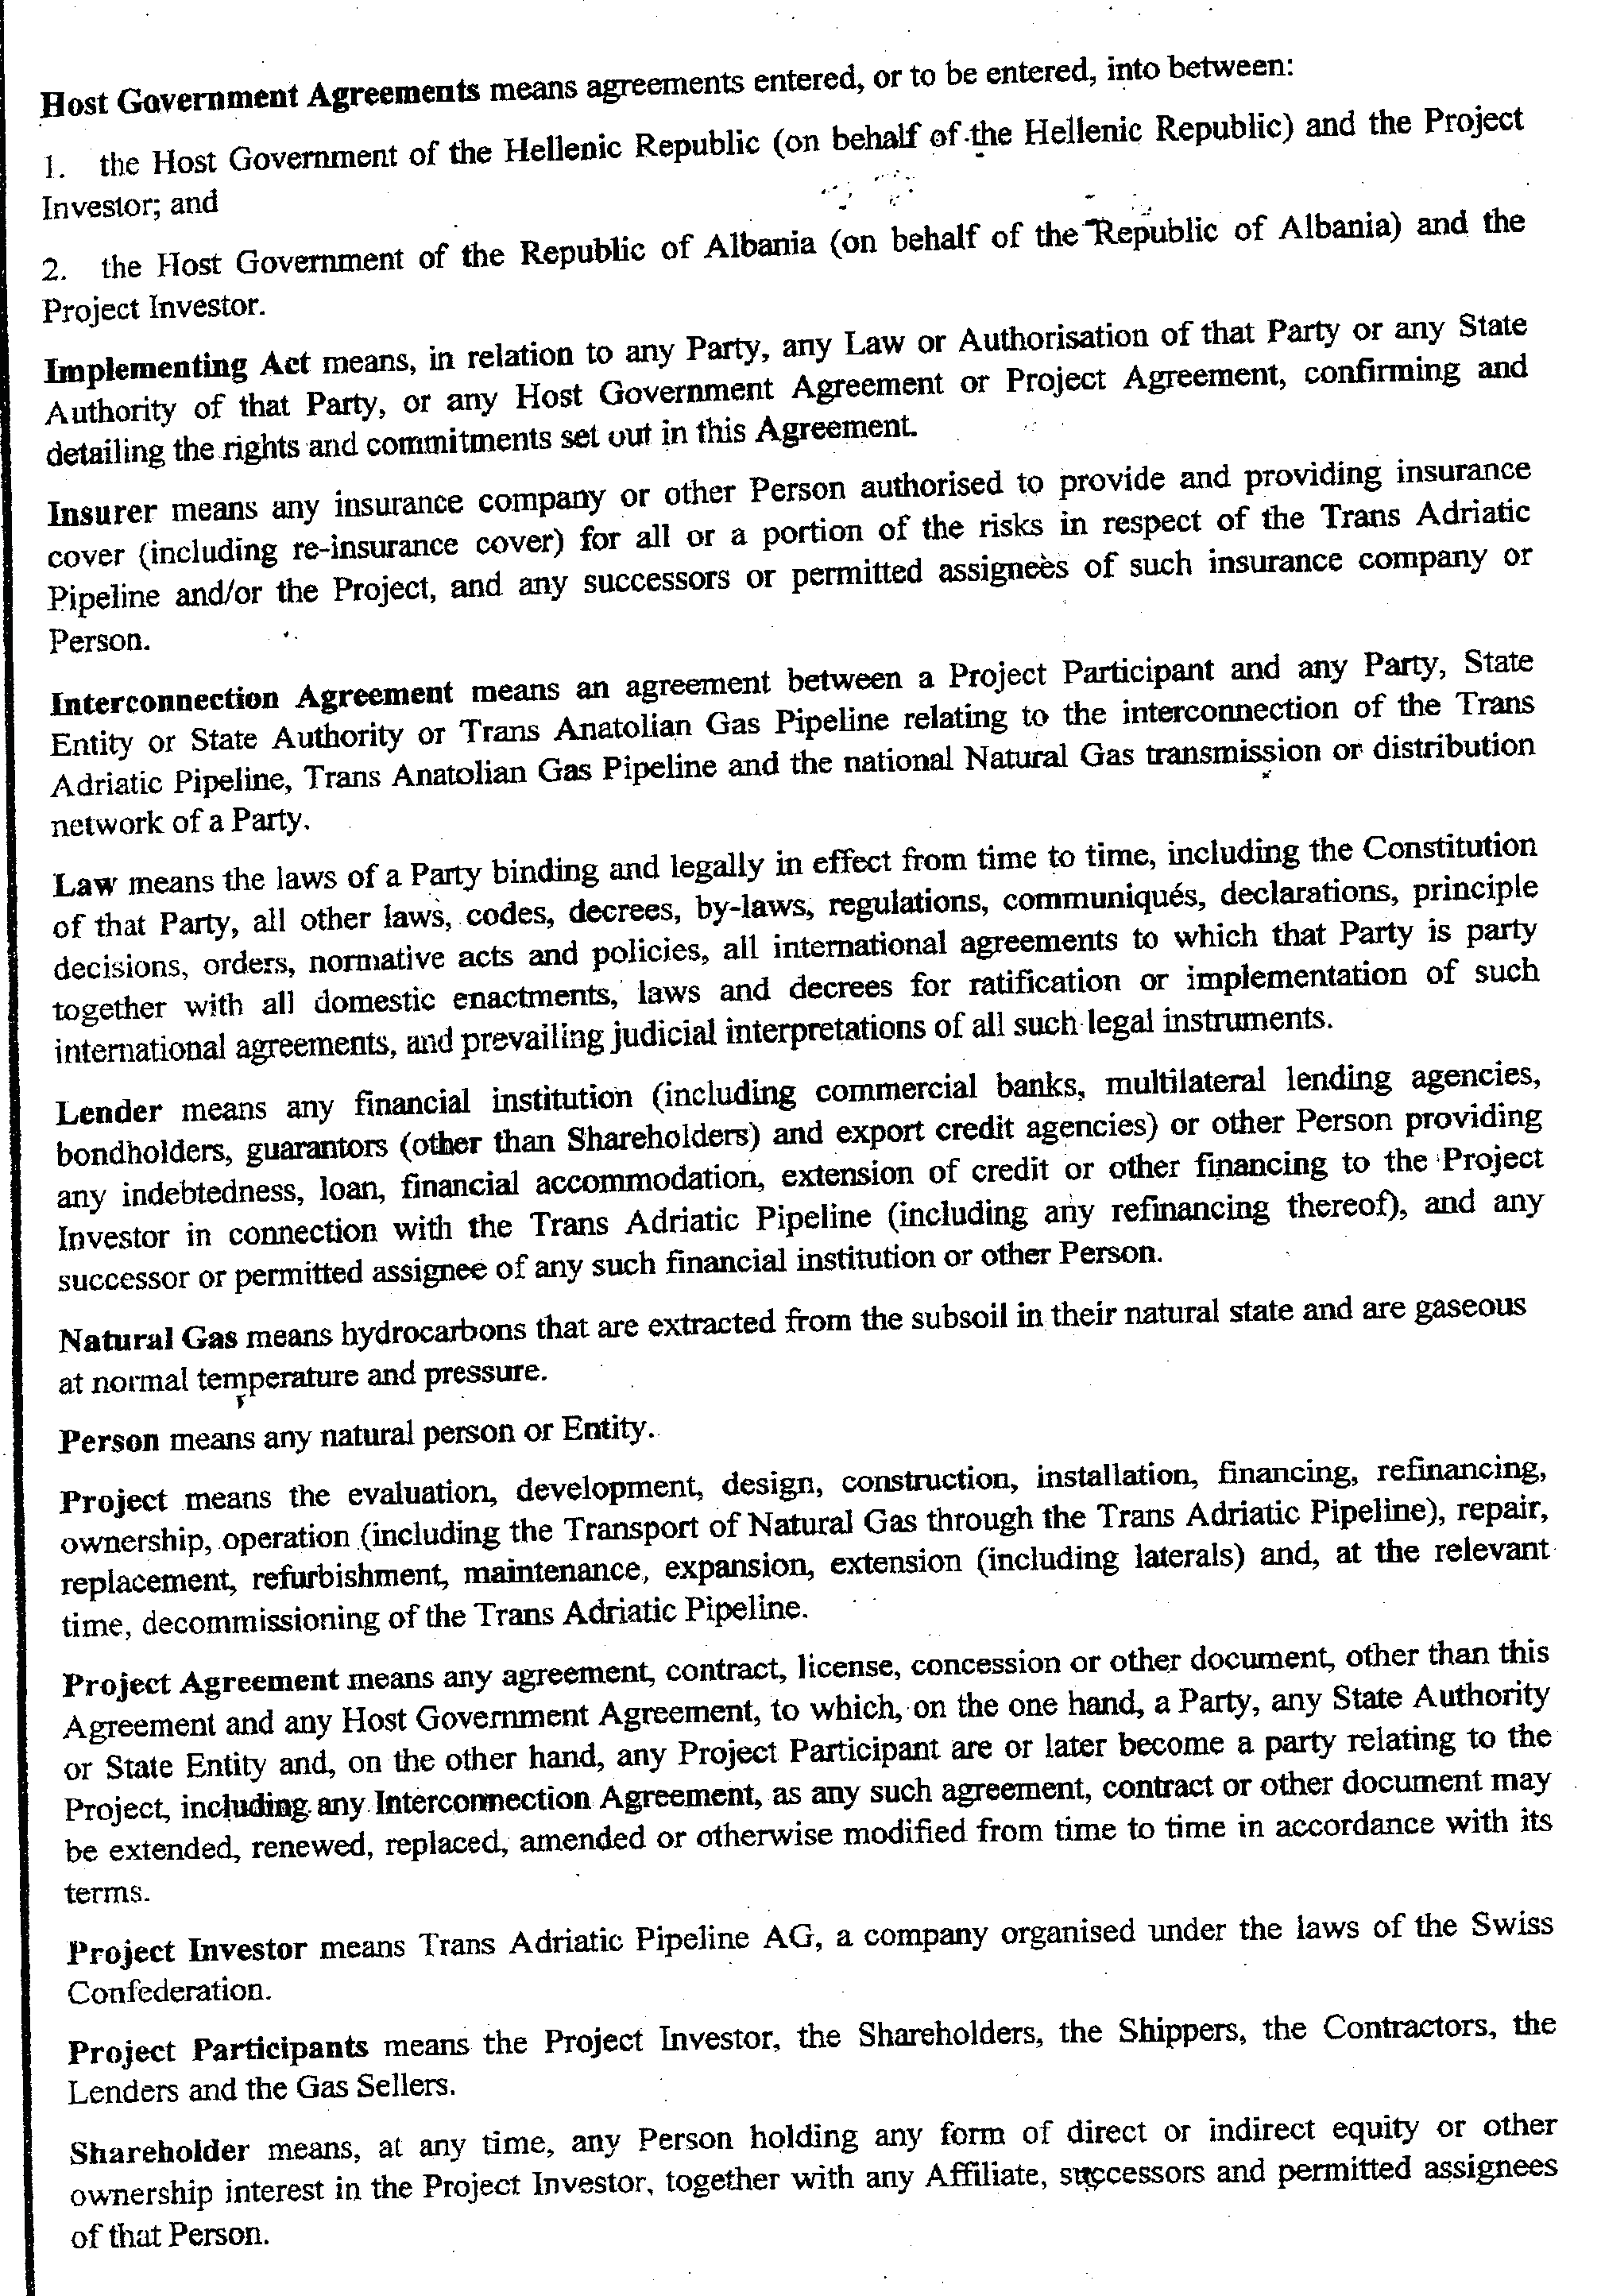 Host Government Agreements means agreements entered, or to be entered, into between:
1. the Host Government of the Hellenic Republic (on behalf of the Hellenic Republic) and the Project
Investor; and
2. the Host Government of the Republic of Albania (on behalf of the Republic of Albania) and the
Project Investor.
Implementing Act means, in relation to any Party, any Law or Authorisation of that Party or any State
Authority of that Party, or any Host Government Agreement or Project Agreement, confirming and
detailing the rights and commitments set out in this Agreement.
Insurer means any insurance company or other Person authorised to provide and providing insurance
cover (including re-insurance cover) for all or a portion of the risks in respect of the Trans Adriatic
Pipeline and/or the Project, and any successors or permitted assignees of such insurance company or
Person.
Interconnection Agreement means an agreement between a Project Participant and any Party, State
Entity or State Authority or Trans Anatolian Gas Pipeline relating to the interconnection of the Trans
Adriatic Pipeline, Trans Anatolian Gas Pipeline and the national Natural Gas transmission or distribution
network of a Party.
Law means the laws of a Party binding and legally in effect from time to time, including the Constitution
of that Party, all other laws, codes, decrees, by-laws, regulations, communiqués, declarations, principle
decisions, orders, normative acts and policies, all international agreements to which that Party is party
together with all domestic enactments, laws and decrees for ratification or implementation of such
international agreements, and prevailing judicial interpretations of all such legal instruments.
Lender means any financial institution (including commercial banks, multilateral lending agencies,
bondholders, guarantors (other than Shareholders) and export credit agencies) or other Person providing
any indebtedness, loan, financial accommodation, extension of credit or other financing to the Project
Investor in connection with the Trans Adriatic Pipeline (including any refinancing thereof), and any
successor or permitted assignee of any such financial institution or other Person.
Natural Gas means hydrocarbons that are extracted from the subsoil in their natural state and are gaseous
at normal temperature and pressure.
Person means any natural person or Entity.
Project means the evaluation, development, design, construction, installation, financing, refinancing,
ownership, operation (including the Transport of Natural Gas through the Trans Adriatic Pipeline), repair,
replacement, refurbishment, maintenance, expansion, extension (including laterals) and, at the relevant
time, decommissioning of the Trans Adriatic Pipeline.
Project Agreement means any agreement, contract, license, concession or other document, other than this
Agreement and any Host Government Agreement, to which, on the one hand, a Party, any State Authority
or State Entity and, on the other hand, any Project Participant are or later become a party relating to the
Project, including any Interconnection Agreement, as any such agreement, contract or other document may
be extended, renewed, replaced, amended or otherwise modified from time to time in accordance with its
terms.
Project Investor means Trans Adriatic Pipeline AG, a company organised under the laws of the Swiss
Confederation.
Project Participants means the Project Investor, the Shareholders, the Shippers, the Contractors, the
Lenders and the Gas Sellers.
Shareholder means, at any time, any Person holding any form of direct or indirect equity or other
ownership interest in the Project Investor, together with any Affiliate, successors and permitted assignees
of that Person.